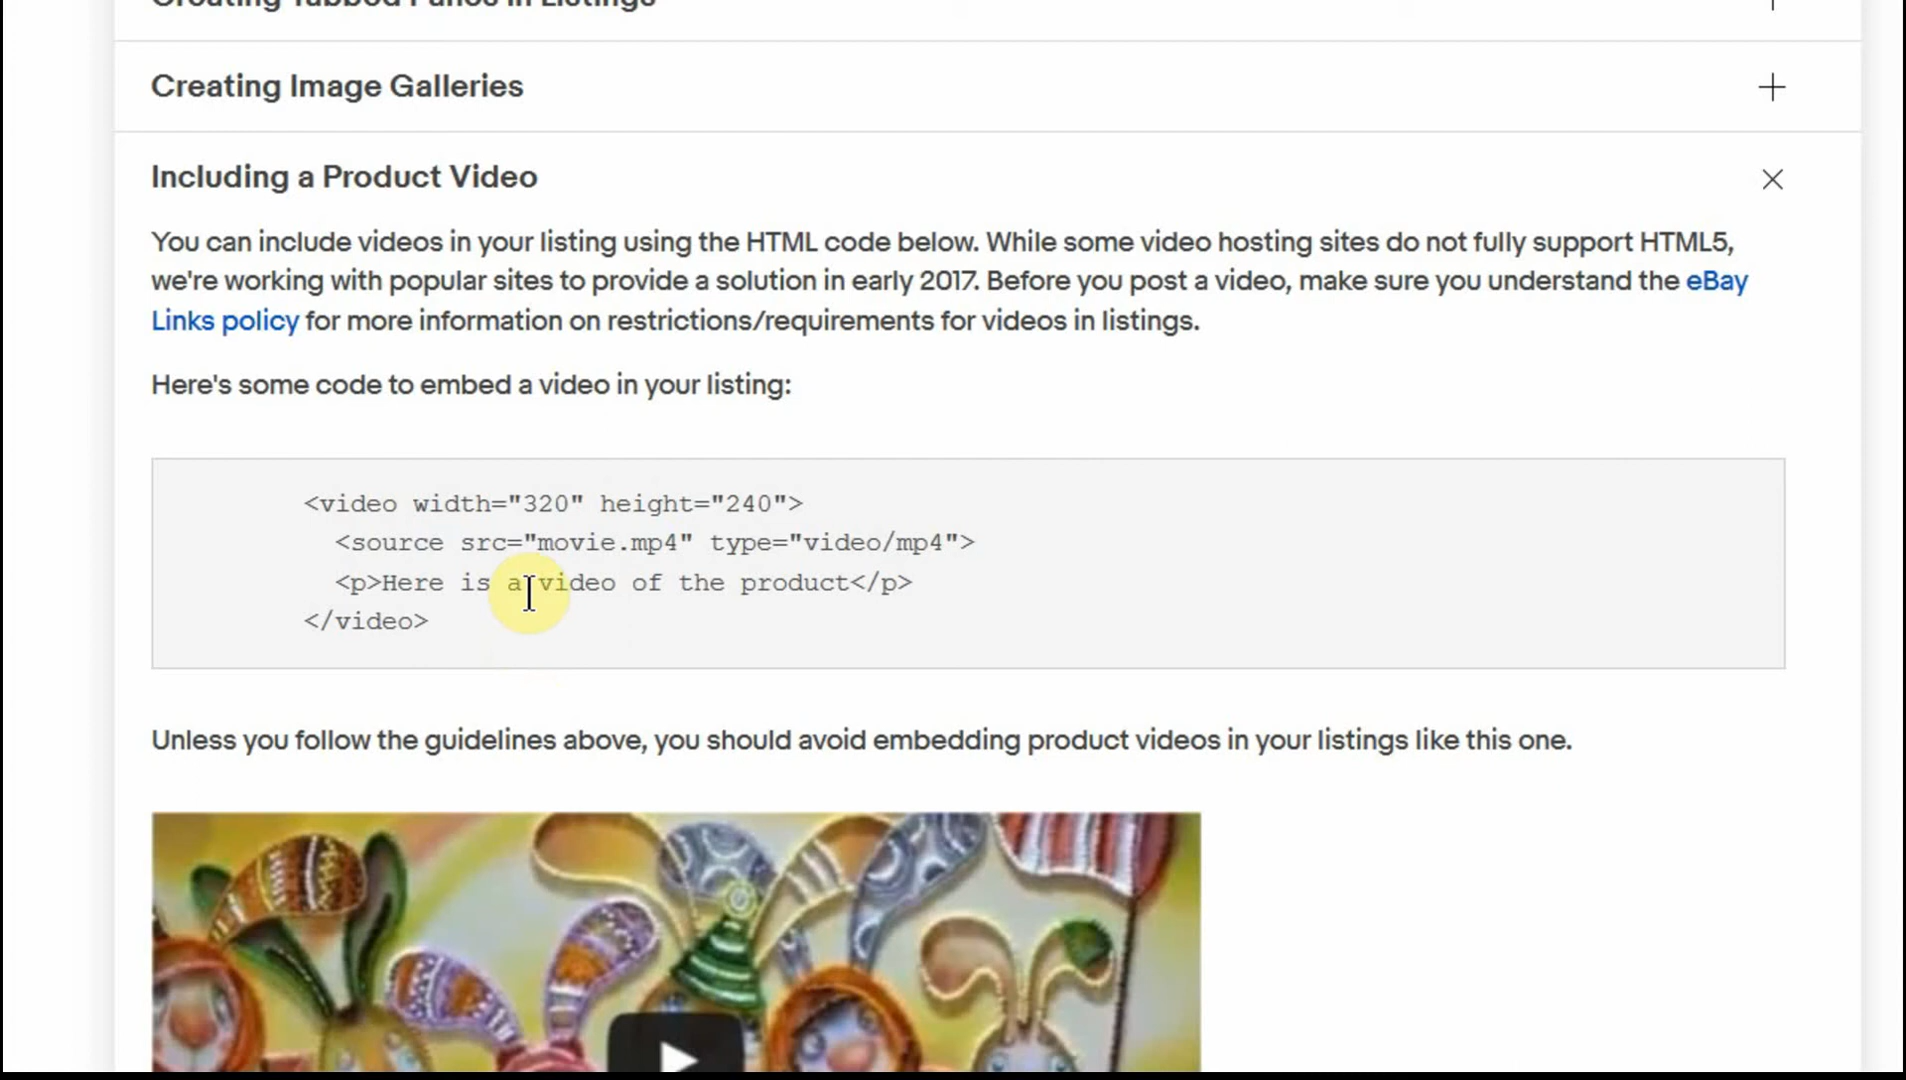 Creating Tabbed Panes in Listings
Creating Image Galleries
Including a Product Video
You can include videos in your listing using the HTML code below. While some video hosting sites do not fully support HTML5,
we're working with popular sites to provide a solution in early 2017. Before you post a video, make sure you understand the eBay
Links policy for more information on restrictions/requirements for videos in listings.
Here's some code to embed a video in your listing:
<video width="320" height="240">
<source src="movie.mp4" type="video/mp4">
<p>Here is a video of the product</p>
</video>
Unless you follow the guidelines above, you should avoid embedding product videos in your listings like this one.